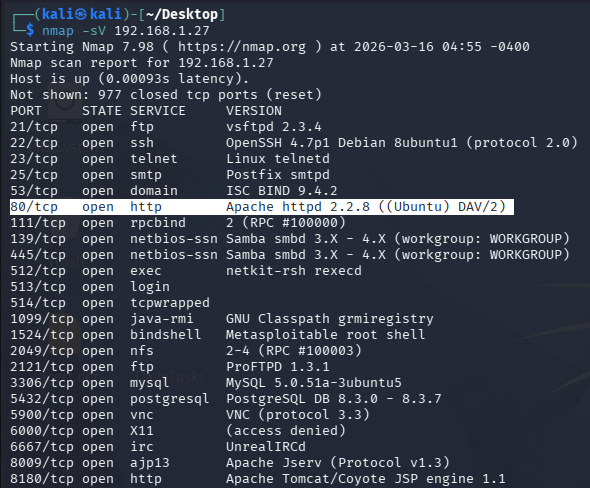 ┌──(kali㉿kali)-[~/Desktop]
└─$ nmap -sV 192.168.1.27
Starting Nmap 7.98 ( https://nmap.org ) at 2026-03-16 04:55 -0400
Nmap scan report for 192.168.1.27
Host is up (0.00093s latency).
Not shown: 977 closed tcp ports (reset)
PORT     STATE SERVICE     VERSION
21/tcp   open  ftp         vsftpd 2.3.4
22/tcp   open  ssh         OpenSSH 4.7p1 Debian 8ubuntu1 (protocol 2.0)
23/tcp   open  telnet      Linux telnetd
25/tcp   open  smtp        Postfix smtpd
53/tcp   open  domain      ISC BIND 9.4.2
80/tcp   open  http        Apache httpd 2.2.8 ((Ubuntu) DAV/2)
111/tcp  open  rpcbind     2 (RPC #100000)
139/tcp  open  netbios-ssn Samba smbd 3.X - 4.X (workgroup: WORKGROUP)
445/tcp  open  netbios-ssn Samba smbd 3.X - 4.X (workgroup: WORKGROUP)
512/tcp  open  exec        netkit-rsh rexecd
513/tcp  open  login
514/tcp  open  tcpwrapped
1099/tcp open  java-rmi    GNU Classpath grmiregistry
1524/tcp open  bindshell   Metasploitable root shell
2049/tcp open  nfs         2-4 (RPC #100003)
2121/tcp open  ftp         ProFTPD 1.3.1
3306/tcp open  mysql       MySQL 5.0.51a-3ubuntu5
5432/tcp open  postgresql  PostgreSQL DB 8.3.0 - 8.3.7
5900/tcp open  vnc         VNC (protocol 3.3)
6000/tcp open  X11         (access denied)
6667/tcp open  irc         UnrealIRCd
8009/tcp open  ajp13       Apache Jserv (Protocol v1.3)
8180/tcp open  http        Apache Tomcat/Coyote JSP engine 1.1